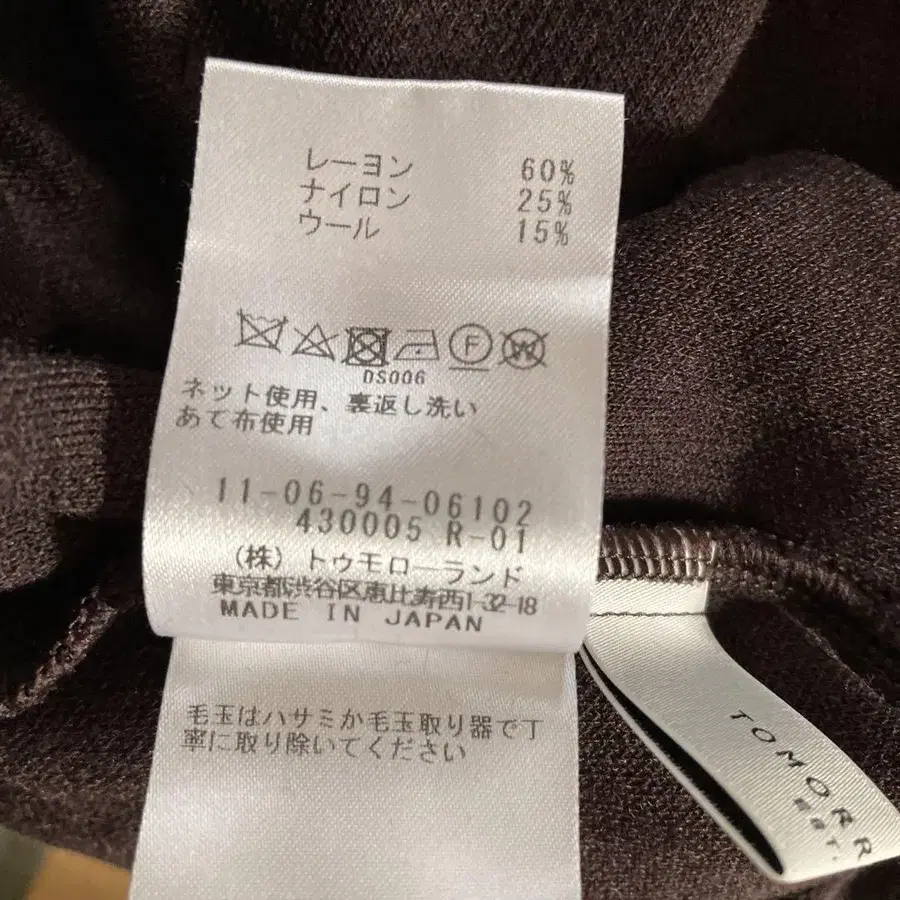 レーヨン 60%
ナイロン 25%
ウール 15%
F W
DS006
ネット使用、裏返し洗い
あて布使用
11-06-94-06102
430005 R-01
(株) トゥモローランド
東京都渋谷区恵比寿西1-32-18
MADE IN JAPAN
毛玉はハサミか毛玉取り器で丁
寧に取り除いてください
TOMORR
EST.